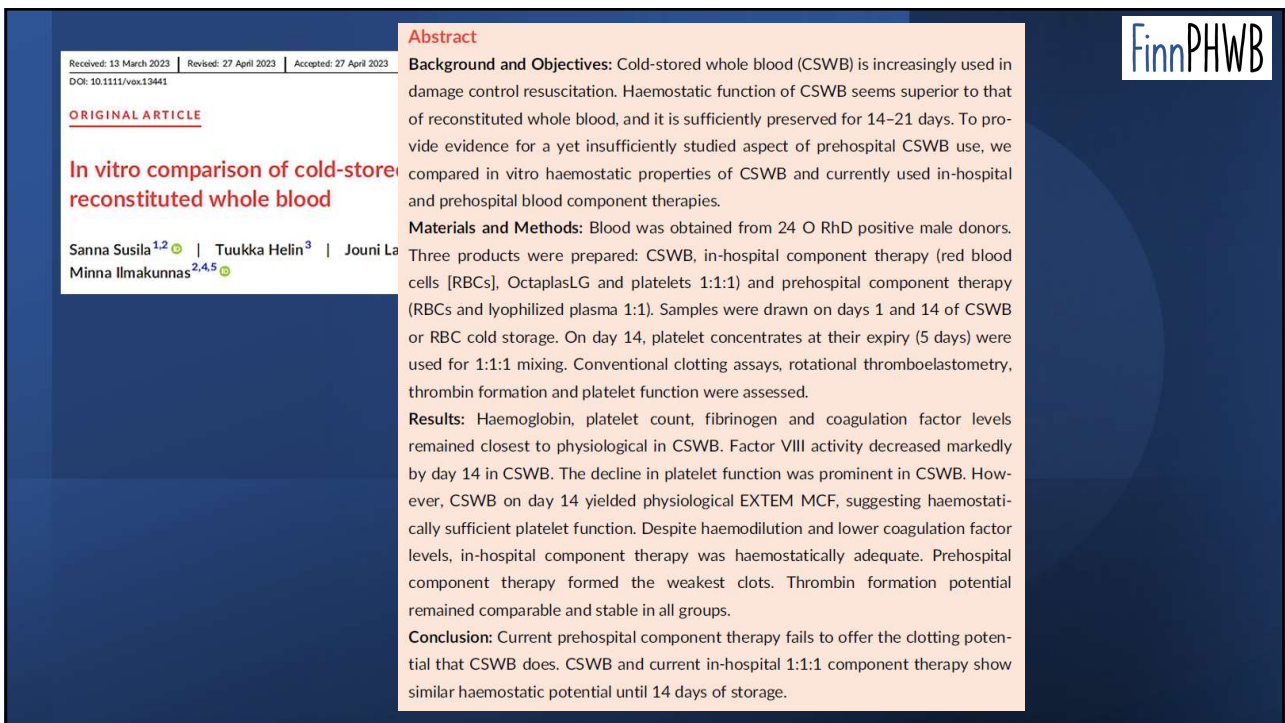 Received: 13 March 2023 | Revised: 27 April 2023 | Accepted: 27 April 2023
DOI: 10.1111/vox.13441
ORIGINAL ARTICLE
In vitro comparison of cold-store
reconstituted whole blood
Sanna Susila1,2 | Tuukka Helin3 | Jouni La
Minna Ilmakunnas2,4,5
Abstract
Background and Objectives: Cold-stored whole blood (CSWB) is increasingly used in
damage control resuscitation. Haemostatic function of CSWB seems superior to that
of reconstituted whole blood, and it is sufficiently preserved for 14–21 days. To pro-
vide evidence for a yet insufficiently studied aspect of prehospital CSWB use, we
compared in vitro haemostatic properties of CSWB and currently used in-hospital
and prehospital blood component therapies.
Materials and Methods: Blood was obtained from 24 O RhD positive male donors.
Three products were prepared: CSWB, in-hospital component therapy (red blood
cells [RBCs], OctaplasLG and platelets 1:1:1) and prehospital component therapy
(RBCs and lyophilized plasma 1:1). Samples were drawn on days 1 and 14 of CSWB
or RBC cold storage. On day 14, platelet concentrates at their expiry (5 days) were
used for 1:1:1 mixing. Conventional clotting assays, rotational thromboelastometry,
thrombin formation and platelet function were assessed.
Results: Haemoglobin, platelet count, fibrinogen and coagulation factor levels
remained closest to physiological in CSWB. Factor VIII activity decreased markedly
by day 14 in CSWB. The decline in platelet function was prominent in CSWB. How-
ever, CSWB on day 14 yielded physiological EXTEM MCF, suggesting haemostati-
cally sufficient platelet function. Despite haemodilution and lower coagulation factor
levels, in-hospital component therapy was haemostatically adequate. Prehospital
component therapy formed the weakest clots. Thrombin formation potential
remained comparable and stable in all groups.
Conclusion: Current prehospital component therapy fails to offer the clotting poten-
tial that CSWB does. CSWB and current in-hospital 1:1:1 component therapy show
similar haemostatic potential until 14 days of storage.
FinnPHWB